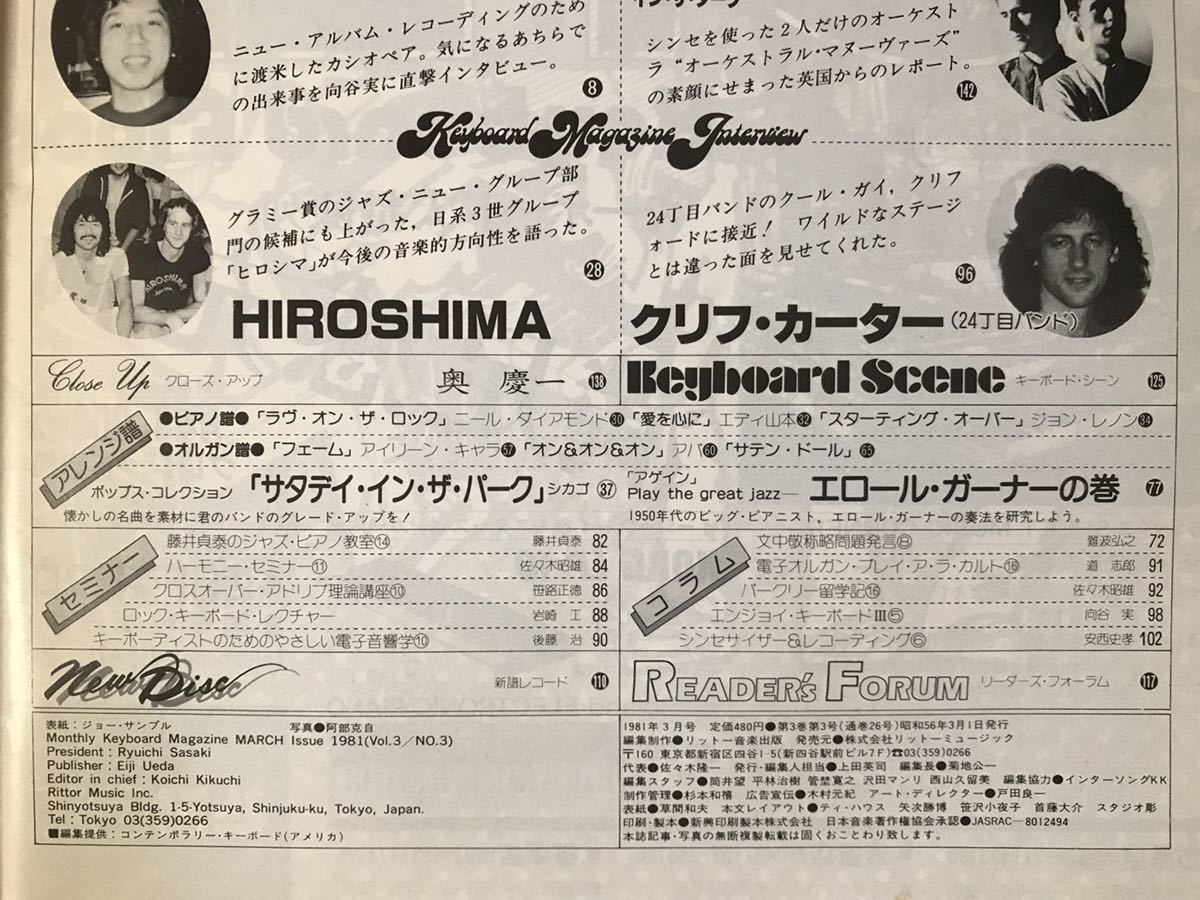 ニュー・アルバム・レコーディングのため
に渡米したカシオペア。気になるあちらで
の出来事を向谷実に直撃インタビュー。
8
シンセを使った2人だけのオーケスト
ラ“オーケストラル・マヌーヴァーズ”
の素顔にせまった英国からのレポート。
142
Keyboard Magazine Interview
グラミー賞のジャズ・ニュー・グループ部
門の候補にも上がった，日系3世グループ
「ヒロシマ」が今後の音楽的方向性を語った。
28
HIROSHIMA
24丁目バンドのクール・ガイ，クリフ
ォードに接近！ ワイルドなステージ
とは違った面を見せてくれた。
96
クリフ・カーター(24丁目バンド)
Close Up クローズ・アップ 奥 慶一 138
Keyboard Scene キーボード・シーン 125
アレンジ譜
●ピアノ譜●「ラヴ・オン・ザ・ロック」ニール・ダイアモンド30「愛を心に」エディ山本32「スターティング・オーバー」ジョン・レノン34
●オルガン譜●「フェーム」アイリーン・キャラ57「オン&オン&オン」アバ60「サテン・ドール」65
ポップス・コレクション「サタデイ・イン・ザ・パーク」シカゴ 37
懐かしの名曲を素材に君のバンドのグレード・アップを！
「アゲイン」
Play the great jazz— エロール・ガーナーの巻 77
1950年代のビッグ・ピアニスト，エロール・ガーナーの奏法を研究しよう。
セミナー
藤井貞泰のジャズ・ピアノ教室⑭ 藤井貞泰 82
ハーモニー・セミナー⑪ 佐々木昭雄 84
クロスオーバー・アドリブ理論講座⑩ 笹路正徳 86
ロック・キーボード・レクチャー 岩崎 工 88
キーボーディストのためのやさしい電子音響学⑩ 後藤 治 90
コラム
文中敬称略問題発言⑧ 難波弘之 72
電子オルガン・プレイ・ア・ラ・カルト⑯ 道 志郎 91
バークリー留学記⑯ 佐々木昭雄 92
エンジョイ・キーボードIII⑤ 向谷 実 98
シンセサイザー&レコーディング⑥ 安西史孝 102
New Disc 新譜レコード 110
READER's FORUM リーダーズ・フォーラム 117
表紙：ジョー・サンプル 写真●阿部克自
Monthly Keyboard Magazine MARCH Issue 1981(Vol.3／NO.3)
President : Ryuichi Sasaki
Publisher : Eiji Ueda
Editor in chief : Koichi Kikuchi
Rittor Music Inc.
Shinyotsuya Bldg. 1-5-Yotsuya, Shinjuku-ku, Tokyo, Japan.
Tel : Tokyo 03(359)0266
■編集提供：コンテンポラリー・キーボード(アメリカ)
1981年3月号 定価480円●第3巻第3号(通巻26号)昭和56年3月1日発行
編集制作●リットー音楽出版 発売元●株式会社リットーミュージック
〒160 東京都新宿区四谷1-5(新四谷駅前ビル7F)☎03(359)0266
代表●佐々木隆一 発行・編集人担当●上田英司 編集長●菊地公一
編集スタッフ●筒井望 平林治樹 管埜寛之 沢田マンリ 西山久留美 編集協力●インターソングKK
制作管理●杉本和禧 広告宣伝●木村元紀 アート・ディレクター●戸田良一
表紙●草間和夫 本文レイアウト●ティ・ハウス 矢次勝博 笹沢小夜子 首藤大介 スタジオ彫
印刷・製本●新興印刷製本株式会社 日本音楽著作権協会承認●JASRAC—8012494
本誌記事・写真の無断複製転載は固くおことわり致します。